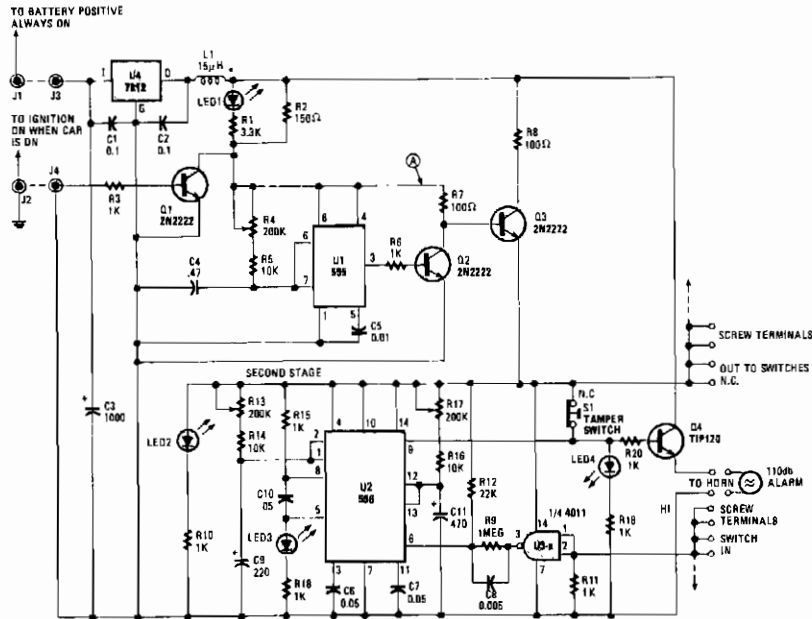 TO BATTERY POSITIVE
ALWAYS ON
J1
J3
I
U4
7812
O
G
L1
15µH
LED1
R1
3.3K
R2
150Ω
C1
0.1
C2
0.1
TO IGNITION
ON WHEN CAR
IS ON
J2
J4
R3
1K
Q1
2N2222
R4
200K
R5
10K
C4
.47
8
4
6
7
U1
555
3
1
5
C5
0.01
R6
1K
A
R7
100Ω
Q2
2N2222
R8
100Ω
Q3
2N2222
SCREW TERMINALS
OUT TO SWITCHES
N.C.
C3
1000
SECOND STAGE
LED2
R10
1K
R13
200K
R14
10K
C9
220
R15
1K
C10
.05
LED3
R18
1K
4
10
14
2
1
8
5
9
12
13
6
3
7
11
U2
556
C6
0.05
C7
0.05
R17
200K
R16
10K
C11
470
R12
22K
R9
1MEG
C8
0.005
N.C
S1
TAMPER
SWITCH
LED4
R18
1K
R20
1K
Q4
TIP120
1/4 4011
3
14
1
2
7
U3-a
R11
1K
TO HORN
110db
ALARM
HI
SCREW
TERMINALS
SWITCH
IN